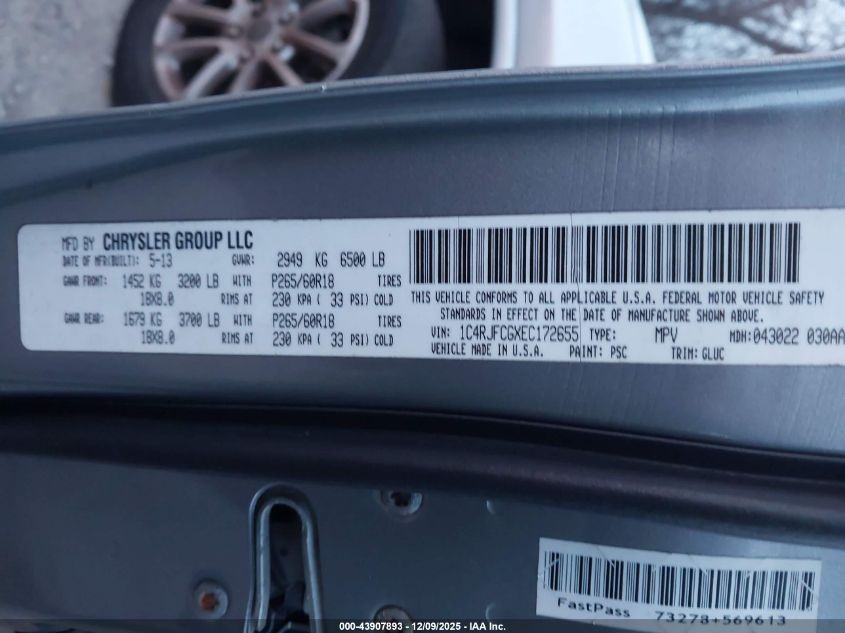 MFD BY CHRYSLER GROUP LLC
DATE OF MFR(BUILT): 5-13 GVWR: 2949 KG 6500 LB
GAWR FRONT: 1452 KG 3200 LB WITH P265/60R18 TIRES
18X8.0 RIMS AT 230 KPA ( 33 PSI) COLD
GAWR REAR: 1679 KG 3700 LB WITH P265/60R18 TIRES
18X8.0 RIMS AT 230 KPA ( 33 PSI) COLD
THIS VEHICLE CONFORMS TO ALL APPLICABLE U.S.A. FEDERAL MOTOR VEHICLE SAFETY
STANDARDS IN EFFECT ON THE DATE OF MANUFACTURE SHOWN ABOVE.
VIN: 1C4RJFCGXEC172655 TYPE: MPV MDH:043022 030AA
VEHICLE MADE IN U.S.A. PAINT: PSC TRIM: GLUC
FastPass 73278+569613
000-43907893 • 12/09/2025 - IAA Inc.